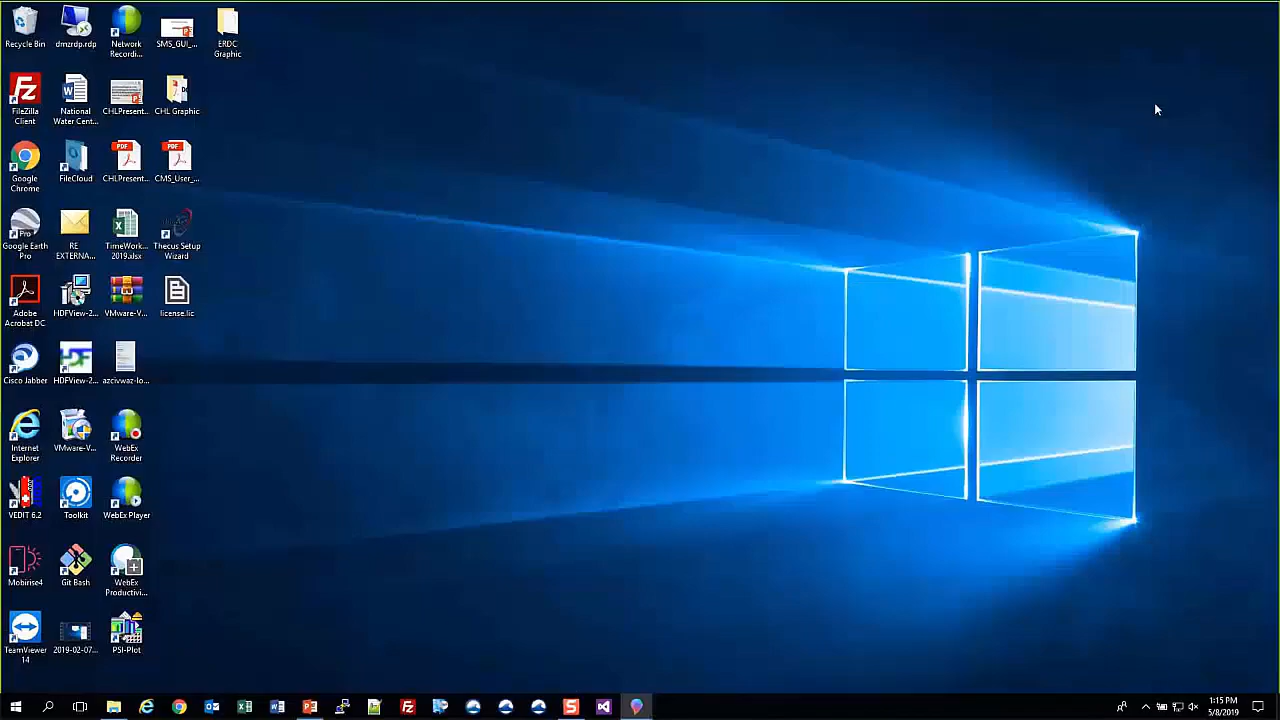 Recycle Bin
dmzrdp.rdp
Network
Recordi...
SMS_GUI_...
ERDC
Graphic
FileZilla
Client
National
Water Cent...
CHLPresent...
CHL Graphic
Google
Chrome
FileCloud
CHLPresent...
CMS_User_...
Google Earth
Pro
RE
EXTERNA...
TimeWork...
2019.xlsx
Thecus Setup
Wizard
Adobe
Acrobat DC
HDFView-2...
VMware-V...
license.lic
Cisco Jabber
HDFView-2...
azcivwaz-lo...
Internet
Explorer
VMware-V...
WebEx
Recorder
VEDIT 6.2
Toolkit
WebEx Player
Mobirise4
Git Bash
WebEx
Productivi...
TeamViewer
14
2019-02-07...
PSI-Plot
1:15 PM
5/8/2019